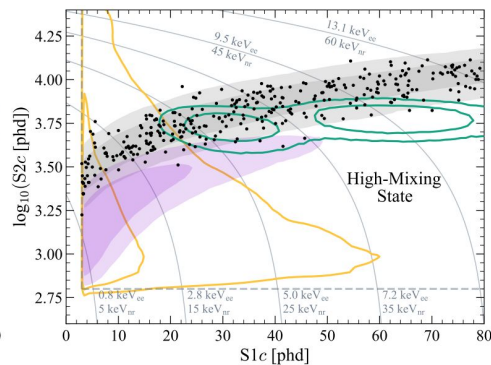 4.25
4.00
3.75
3.50
3.25
3.00
2.75
log₁₀(S2c [phd])
9.5 keVₑₑ
45 keVₙᵣ
13.1 keVₑₑ
60 keVₙᵣ
High-Mixing
State
0.8 keVₑₑ
5 keVₙᵣ
2.8 keVₑₑ
15 keVₙᵣ
5.0 keVₑₑ
25 keVₙᵣ
7.2 keVₑₑ
35 keVₙᵣ
0 10 20 30 40 50 60 70 80
S1c [phd]